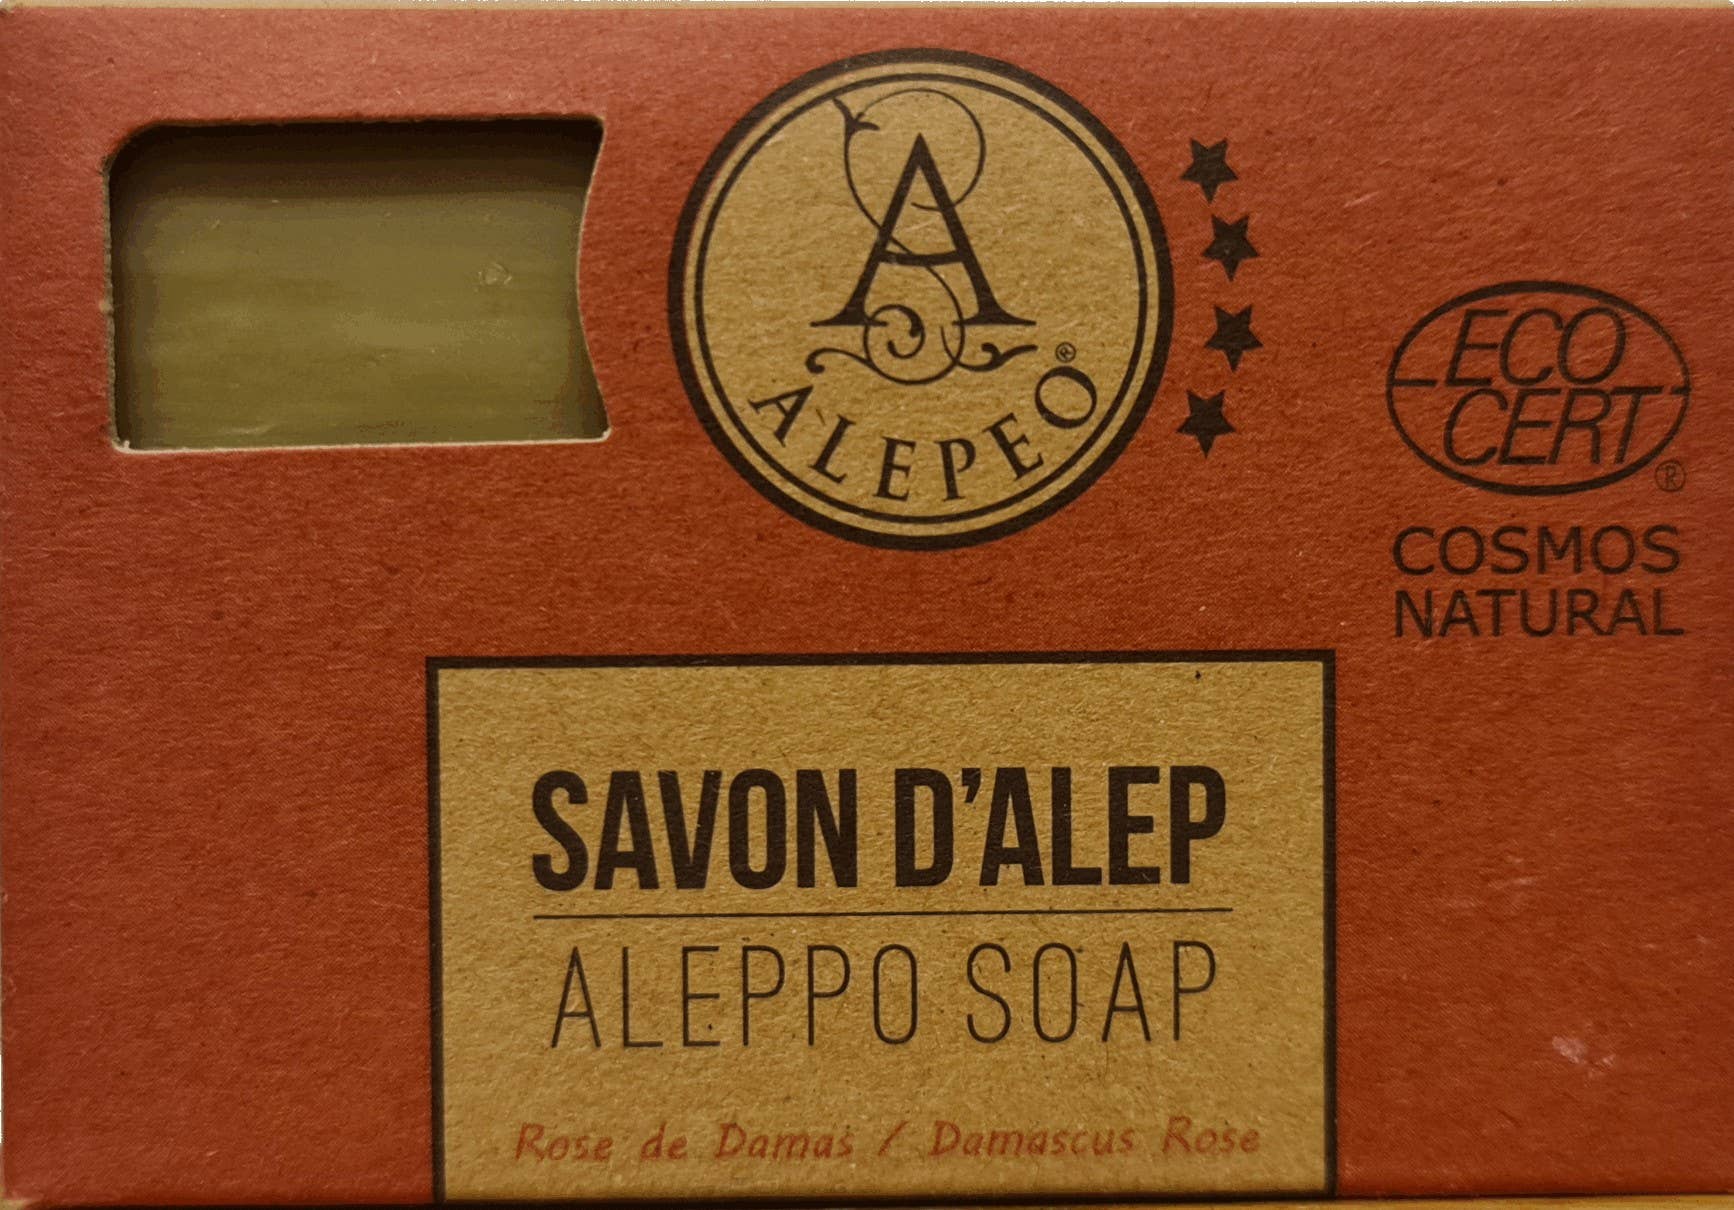 A
ALEPEO®
ECO
CERT®
COSMOS
NATURAL
SAVON D’ALEP
ALEPPO SOAP
Rose de Damas / Damascus Rose